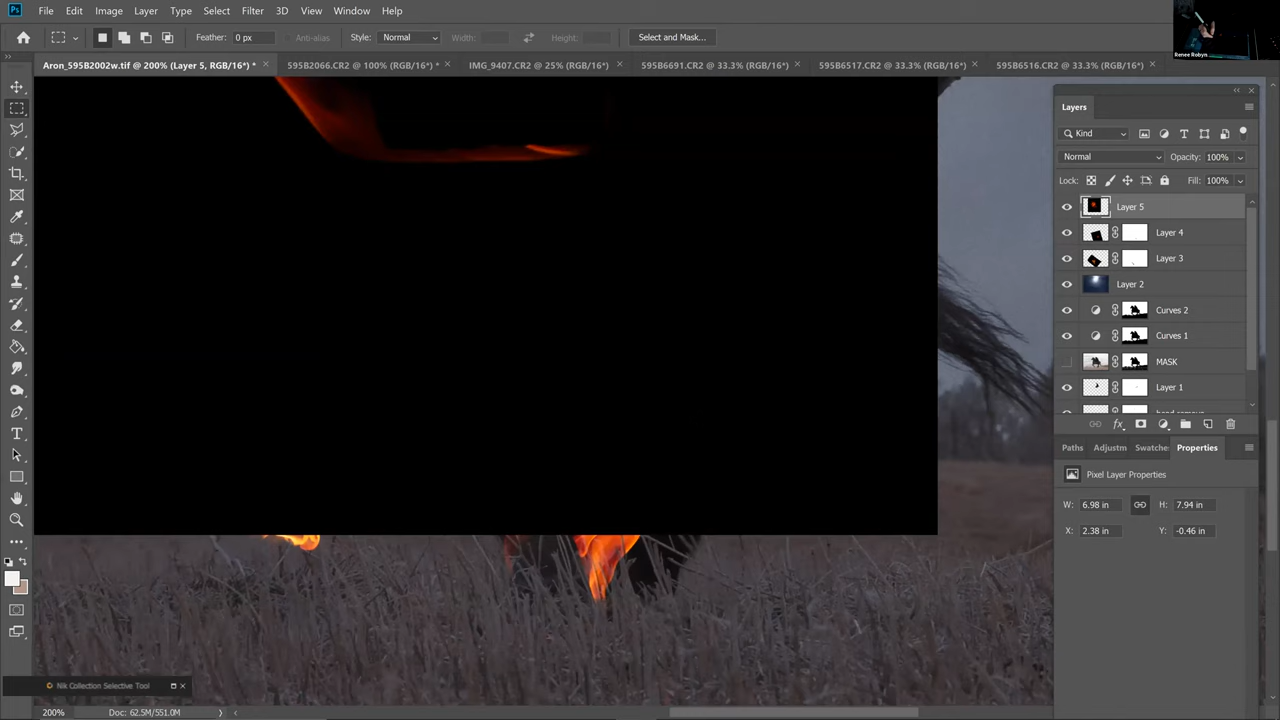 Ps File Edit Image Layer Type Select Filter 3D View Window Help
Renee Robyn
Feather: 0 px Anti-alias Style: Normal Width: Height: Select and Mask...
Aron_595B2002w.tif @ 200% (Layer 5, RGB/16*) * 595B2066.CR2 @ 100% (RGB/16*) * IMG_9407.CR2 @ 25% (RGB/16*) 595B6691.CR2 @ 33.3% (RGB/16*) 595B6517.CR2 @ 33.3% (RGB/16*) 595B6516.CR2 @ 33.3% (RGB/16*)
Layers
Kind
Normal Opacity: 100%
Lock: Fill: 100%
Layer 5
Layer 4
Layer 3
Layer 2
Curves 2
Curves 1
MASK
Layer 1
fx
Paths Adjustm Swatche Properties
Pixel Layer Properties
W: 6.98 in H: 7.94 in
X: 2.38 in Y: -0.46 in
Nik Collection Selective Tool
200% Doc: 62.5M/551.0M